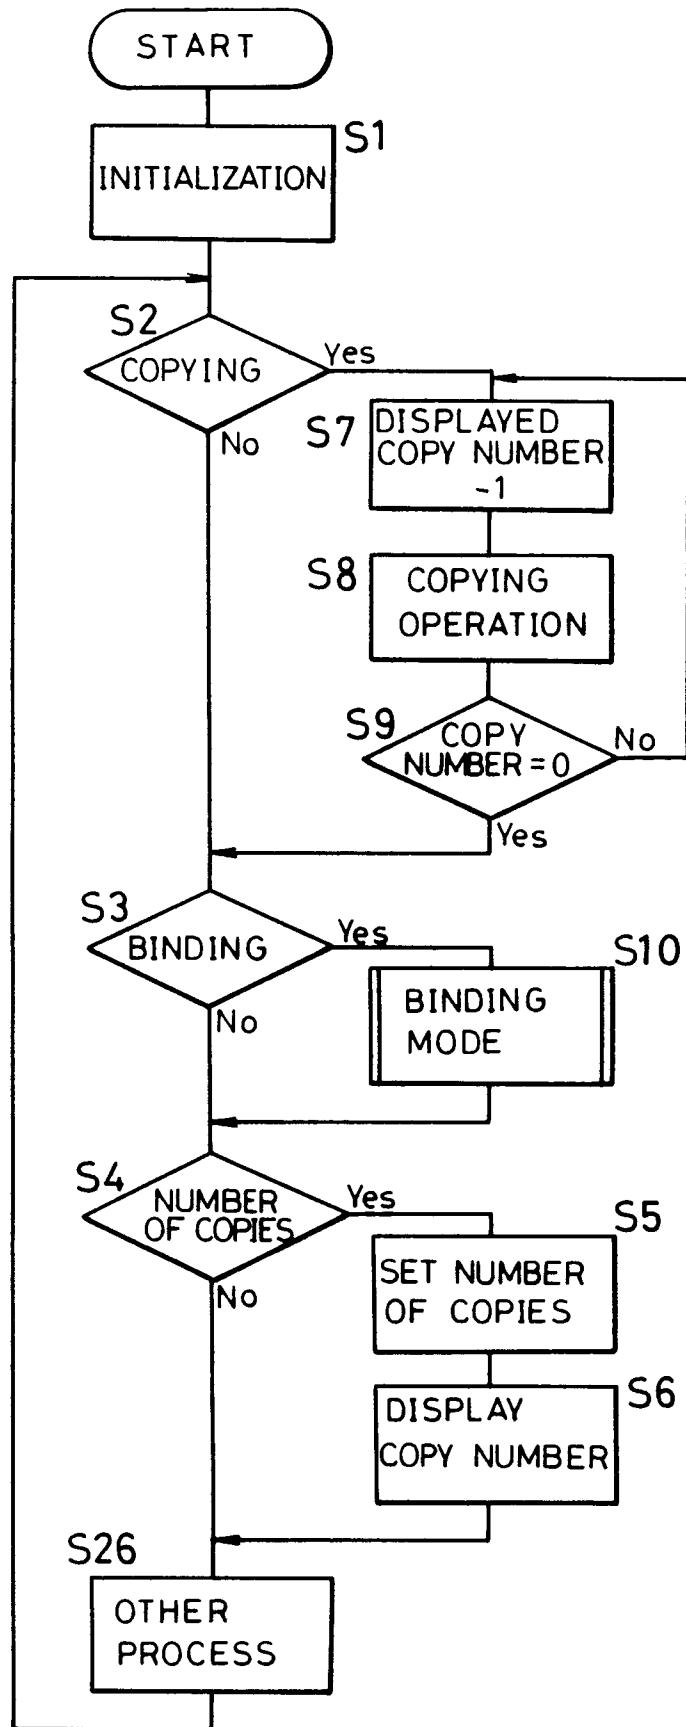 START
S1
INITIALIZATION
S2
COPYING
Yes
No
S7
DISPLAYED
COPY NUMBER
-1
S8
COPYING
OPERATION
S9
COPY
NUMBER = 0
No
Yes
S3
BINDING
Yes
No
S10
BINDING
MODE
S4
NUMBER
OF COPIES
Yes
No
S5
SET NUMBER
OF COPIES
S6
DISPLAY
COPY NUMBER
S26
OTHER
PROCESS